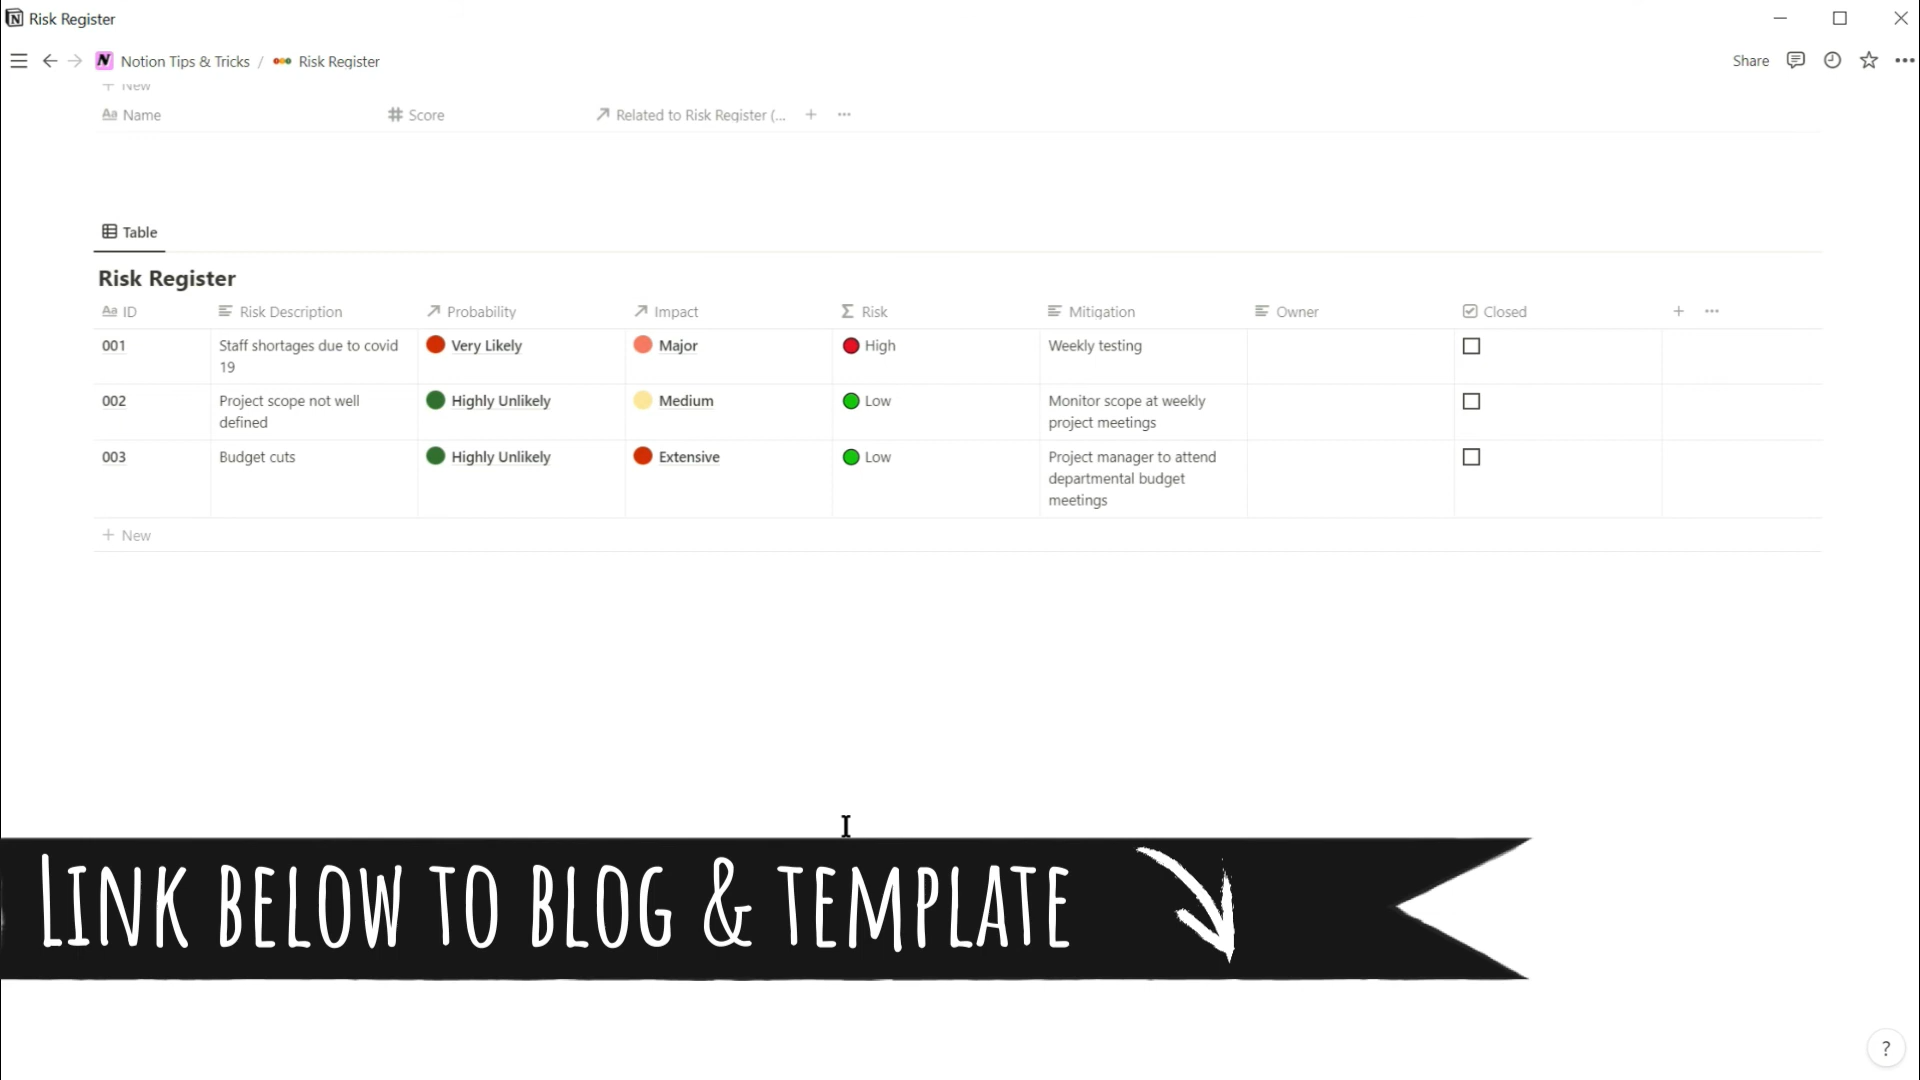 Risk Register
Notion Tips & Tricks / Risk Register
Share
+ New
Aa Name
# Score
Related to Risk Register (...
Table
Risk Register
Aa ID
Risk Description
Probability
Impact
Σ Risk
Mitigation
Owner
Closed
001
Staff shortages due to covid
19
Very Likely
Major
High
Weekly testing
002
Project scope not well
defined
Highly Unlikely
Medium
Low
Monitor scope at weekly
project meetings
003
Budget cuts
Highly Unlikely
Extensive
Low
Project manager to attend
departmental budget
meetings
+ New
LINK BELOW TO BLOG & TEMPLATE
?